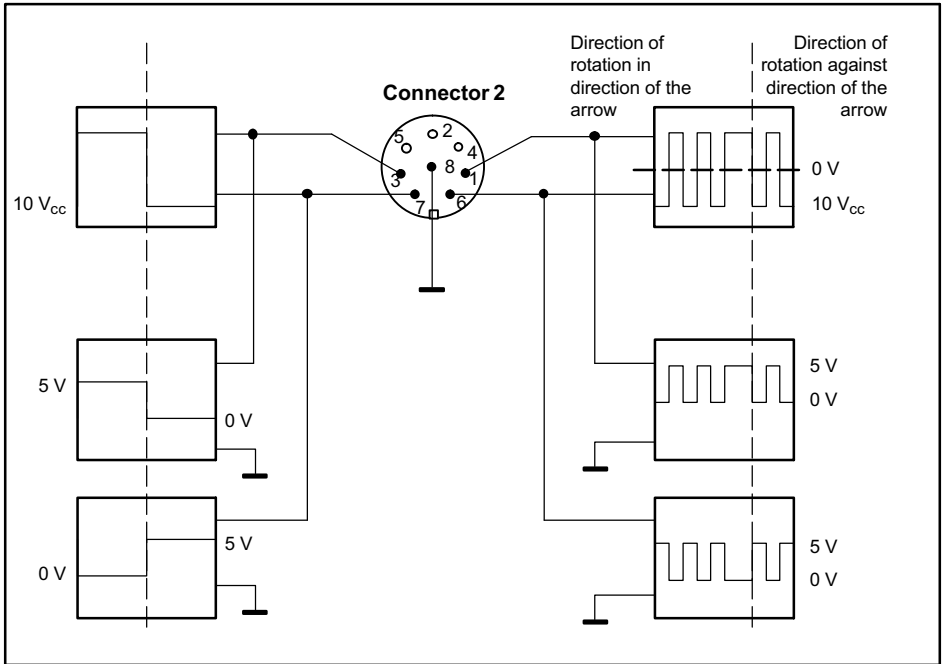 Direction of
rotation in
direction of the
arrow
Direction of
rotation against
direction of the
arrow
Connector 2
5
2
4
3
8
1
7
6
10 Vcc
0 V
10 Vcc
5 V
0 V
5 V
0 V
5 V
0 V
5 V
0 V